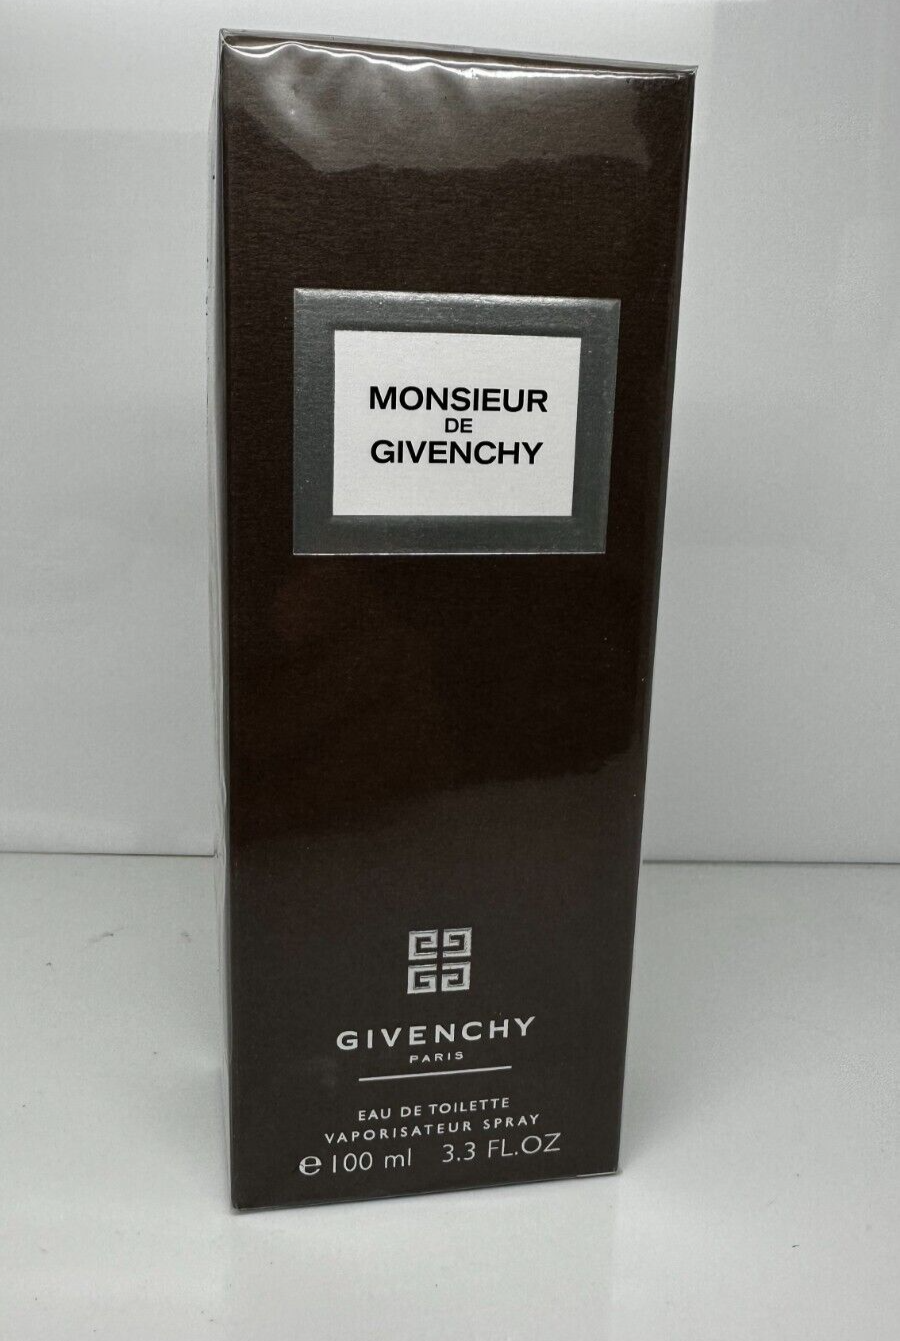 MONSIEUR
DE
GIVENCHY
GIVENCHY
PARIS
EAU DE TOILETTE
VAPORISATEUR SPRAY
℮ 100 ml 3.3 FL.OZ